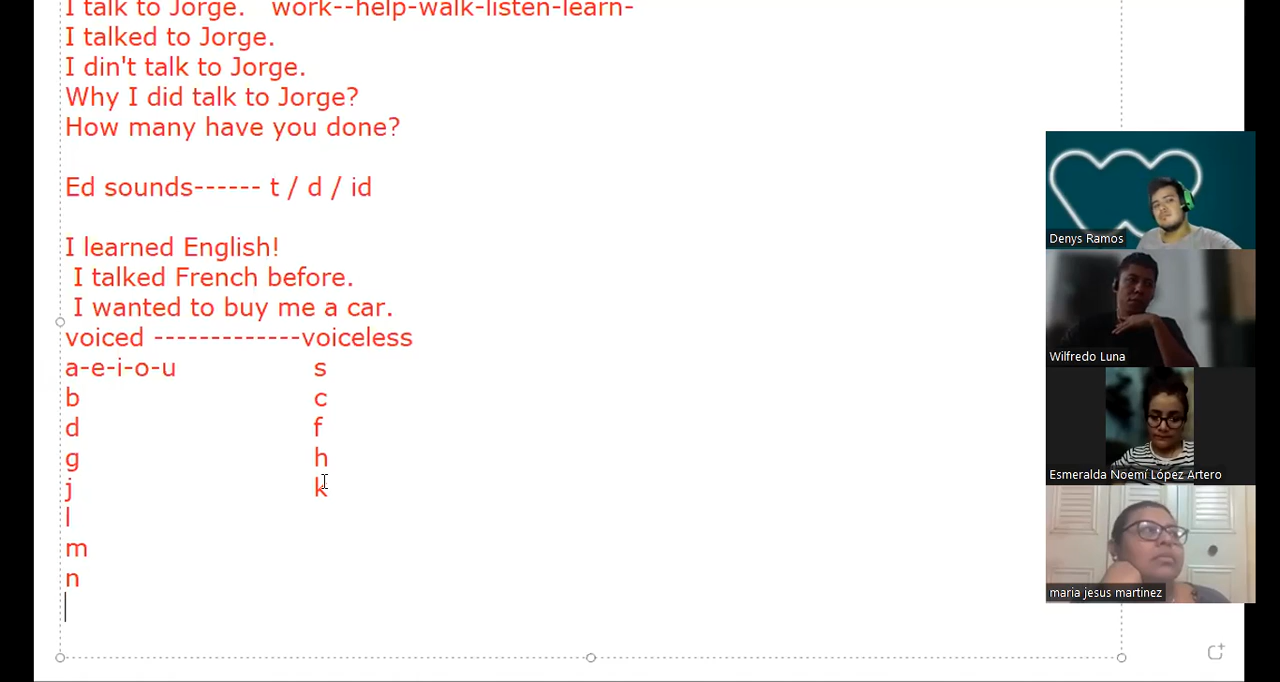 I talk to Jorge. work--help-walk-listen-learn-
I talked to Jorge.
I din't talk to Jorge.
Why I did talk to Jorge?
How many have you done?
Ed sounds------ t / d / id
I learned English!
I talked French before.
I wanted to buy me a car.
voiced -------------voiceless
a-e-i-o-u s
b c
d f
g h
j k
l
m
n
Denys Ramos
Wilfredo Luna
Esmeralda Noemí López Artero
maria jesus martinez